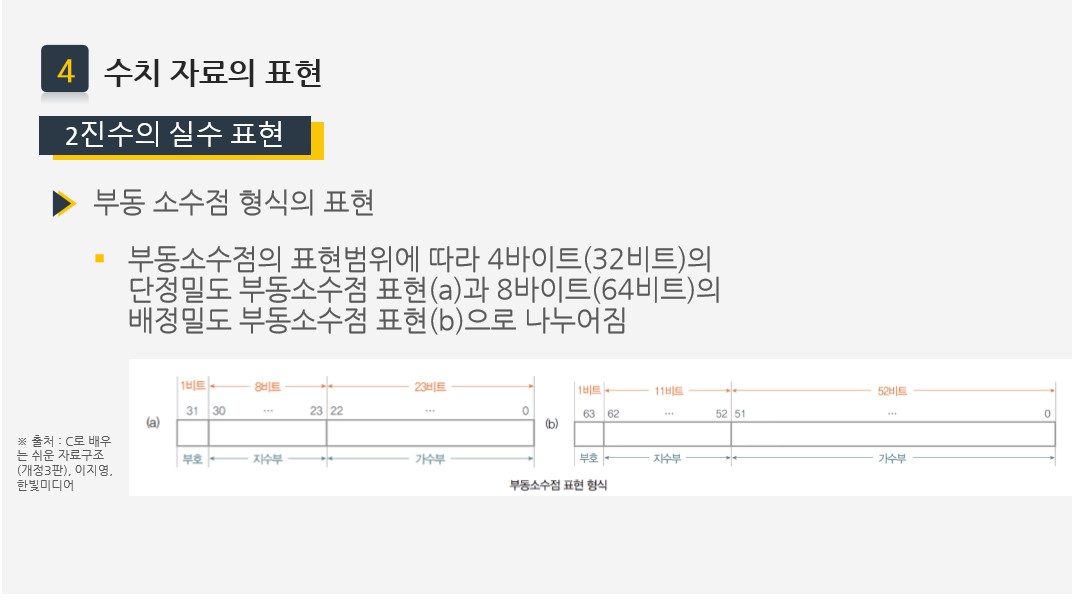 4 수치 자료의 표현
2진수의 실수 표현
부동 소수점 형식의 표현
부동소수점의 표현범위에 따라 4바이트(32비트)의
단정밀도 부동소수점 표현(a)과 8바이트(64비트)의
배정밀도 부동소수점 표현(b)으로 나누어짐
1비트 8비트 23비트
31 30 ... 23 22 ... 0
(a)
부호 지수부 가수부
1비트 11비트 52비트
63 62 ... 52 51 ... 0
(b)
부호 지수부 가수부
부동소수점 표현 형식
※ 출처 : C로 배우
는 쉬운 자료구조
(개정3판), 이지영,
한빛미디어